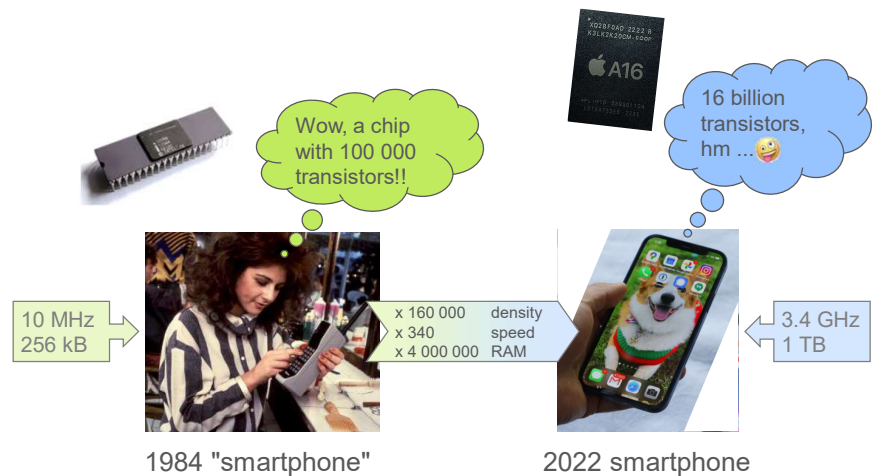 A16
Wow, a chip
with 100 000
transistors!!
16 billion
transistors,
hm ...🤪
10 MHz
256 kB
x 160 000 density
x 340 speed
x 4 000 000 RAM
3.4 GHz
1 TB
1984 "smartphone"
2022 smartphone